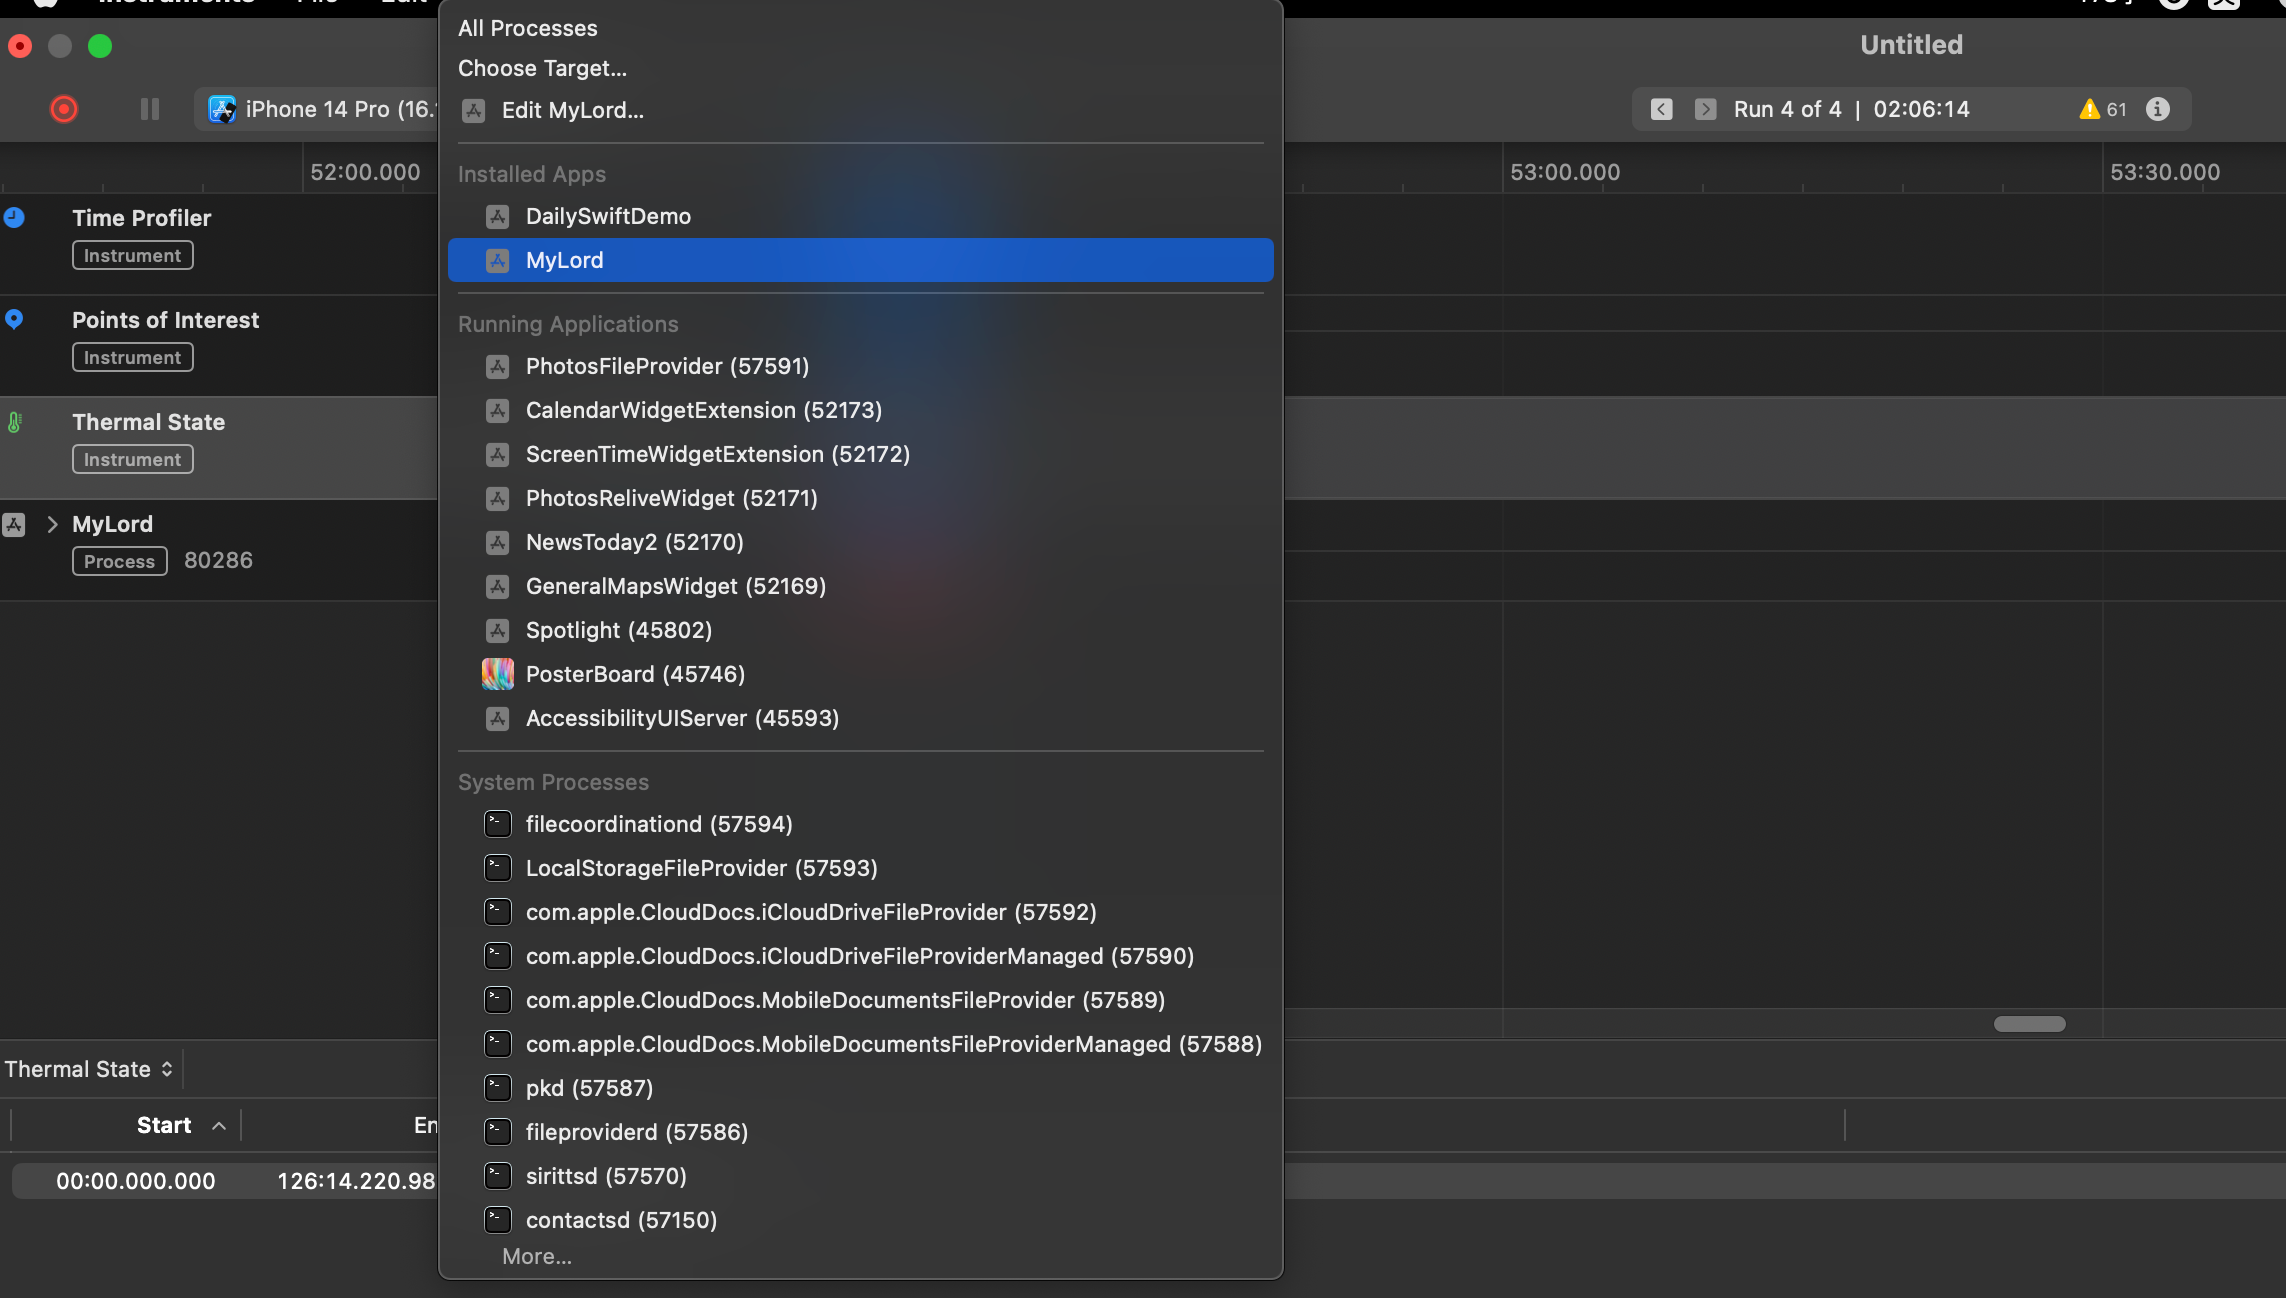 All Processes
Choose Target...
Edit MyLord...
Installed Apps
DailySwiftDemo
MyLord
Running Applications
PhotosFileProvider (57591)
CalendarWidgetExtension (52173)
ScreenTimeWidgetExtension (52172)
PhotosReliveWidget (52171)
NewsToday2 (52170)
GeneralMapsWidget (52169)
Spotlight (45802)
PosterBoard (45746)
AccessibilityUIServer (45593)
System Processes
filecoordinationd (57594)
LocalStorageFileProvider (57593)
com.apple.CloudDocs.iCloudDriveFileProvider (57592)
com.apple.CloudDocs.iCloudDriveFileProviderManaged (57590)
com.apple.CloudDocs.MobileDocumentsFileProvider (57589)
com.apple.CloudDocs.MobileDocumentsFileProviderManaged (57588)
pkd (57587)
fileproviderd (57586)
sirittsd (57570)
contactsd (57150)
More...
Untitled
iPhone 14 Pro (16.
Run 4 of 4 | 02:06:14
61
52:00.000
53:00.000
53:30.000
Time Profiler
Instrument
Points of Interest
Instrument
Thermal State
Instrument
MyLord
Process 80286
Thermal State
Start
En
00:00.000.000 126:14.220.98